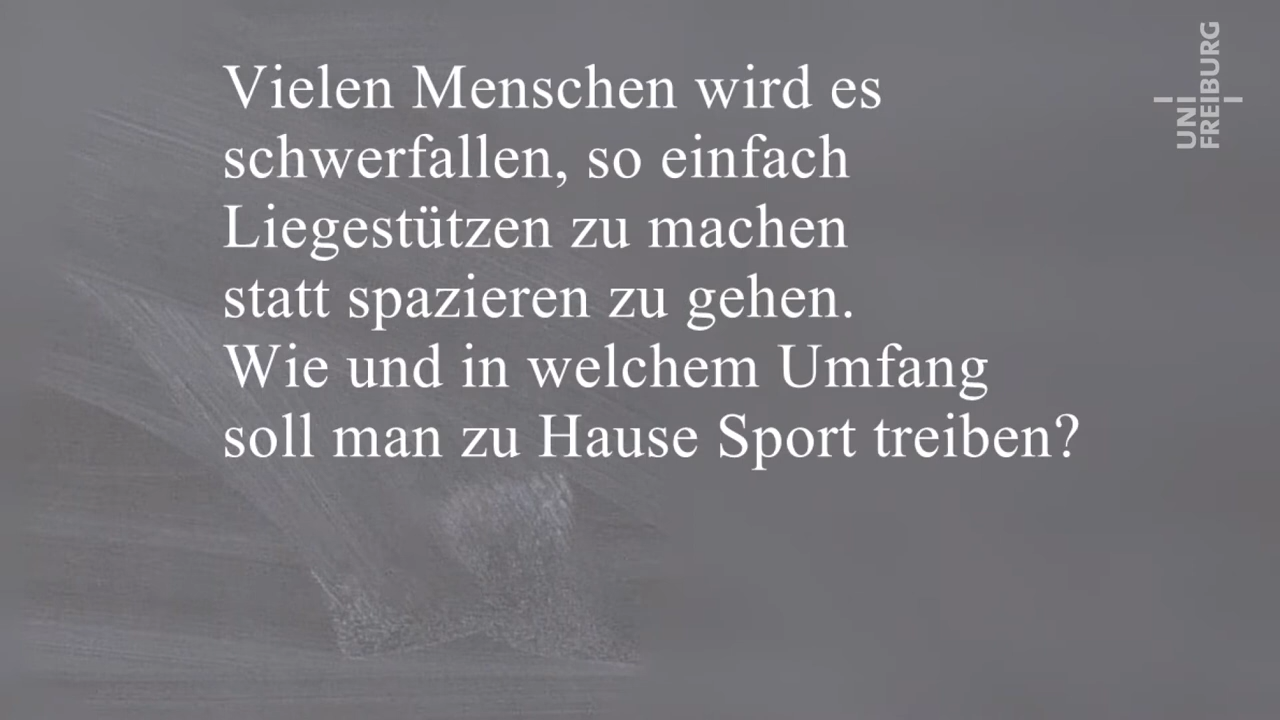 Vielen Menschen wird es
schwerfallen, so einfach
Liegestützen zu machen
statt spazieren zu gehen.
Wie und in welchem Umfang
soll man zu Hause Sport treiben?
UNI
FREIBURG